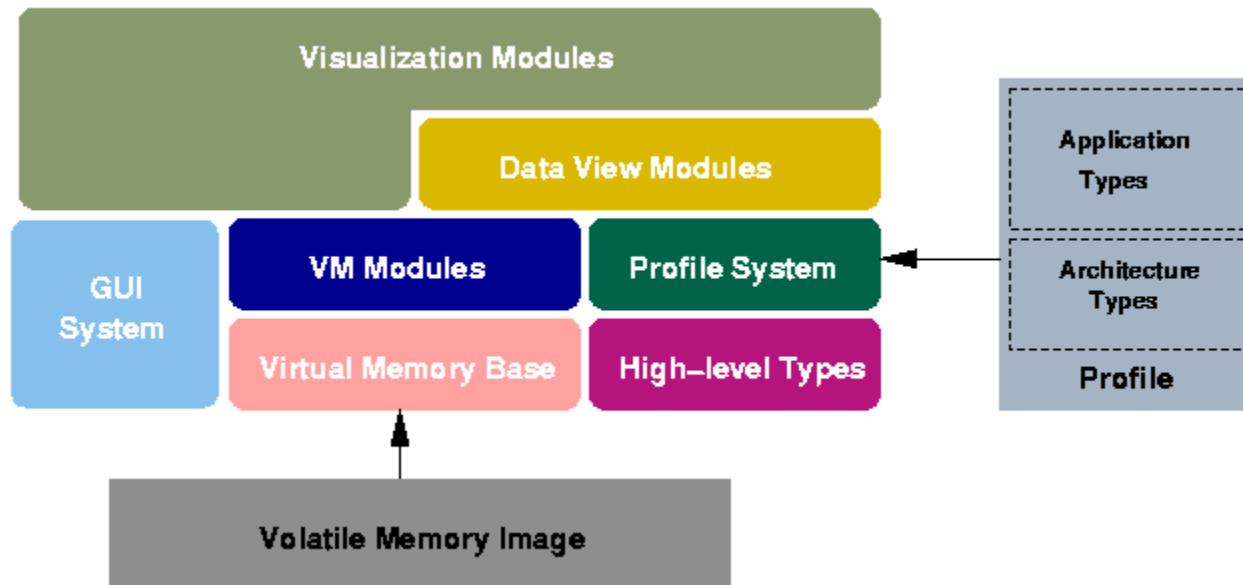 Visualization Modules
Data View Modules
GUI
System
VM Modules
Profile System
Virtual Memory Base
High–level Types
Volatile Memory Image
Application
Types
Architecture
Types
Profile